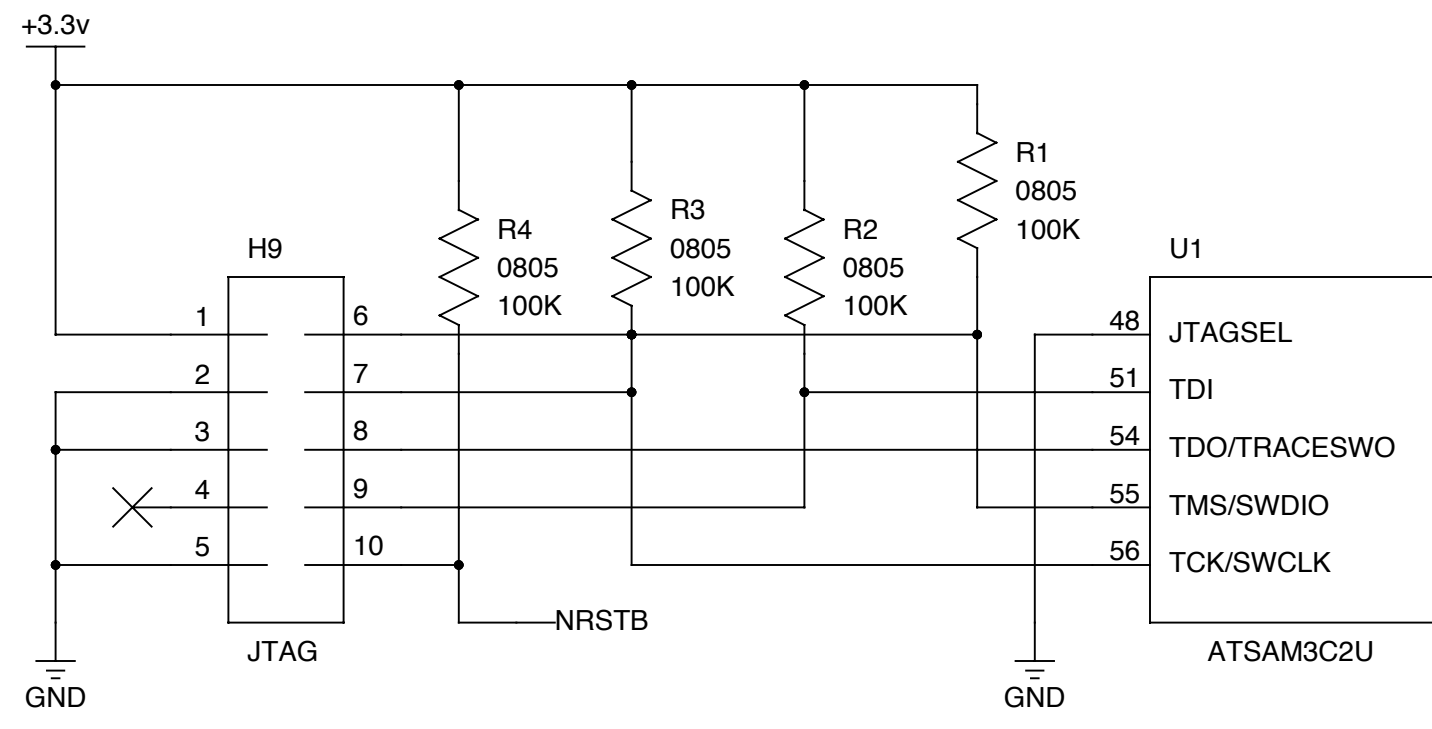 +3.3v
R1
0805
100K
R3
0805
100K
R4
0805
100K
R2
0805
100K
H9
U1
1
6
48
JTAGSEL
2
7
51
TDI
3
8
54
TDO/TRACESWO
4
9
55
TMS/SWDIO
5
10
56
TCK/SWCLK
NRSTB
JTAG
ATSAM3C2U
GND
GND